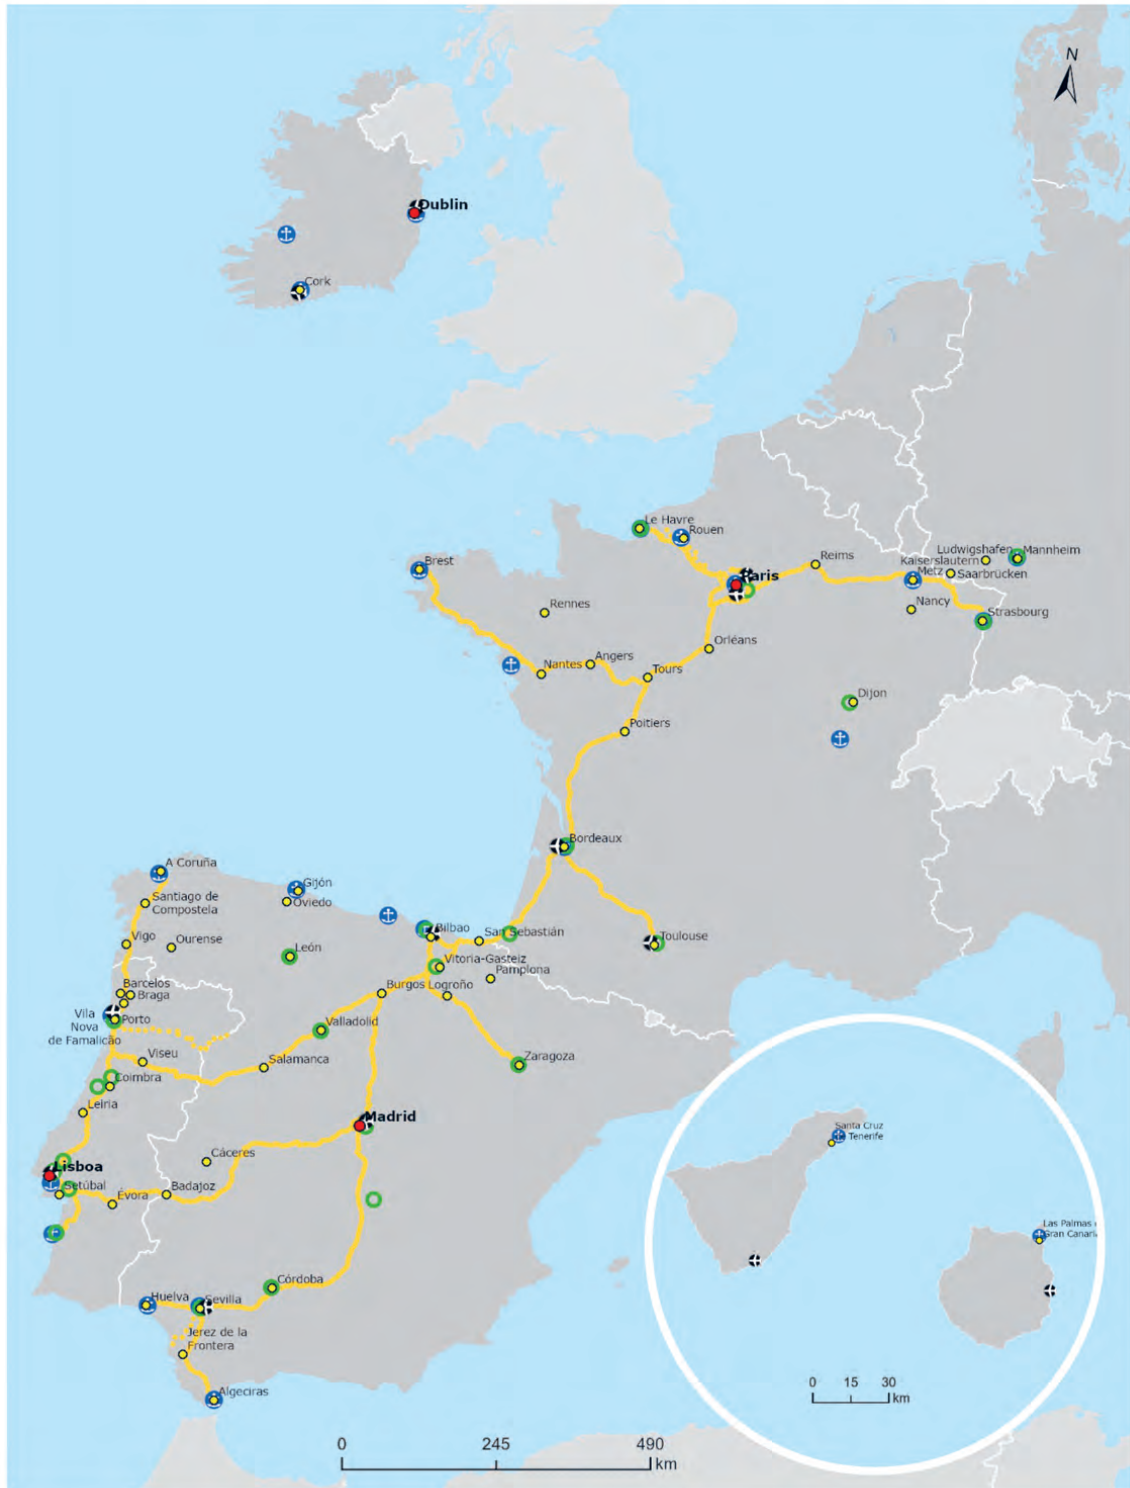 N
Dublin
Cork
Le Havre
Rouen
Brest
Paris
Reims
Ludwigshafen
Mannheim
Kaiserslautern
Metz
Saarbrücken
Rennes
Nancy
Strasbourg
Orléans
Nantes
Angers
Tours
Dijon
Poitiers
Bordeaux
A Coruña
Gijón
Santiago de
Compostela
Oviedo
Bilbao
San Sebastián
Toulouse
Vigo
Ourense
León
Vitoria-Gasteiz
Pamplona
Barcelos
Braga
Burgos
Logroño
Vila
Nova
de Famalicão
Porto
Valladolid
Viseu
Salamanca
Zaragoza
Coimbra
Leiria
Madrid
Cáceres
Lisboa
Setúbal
Évora
Badajoz
Córdoba
Huelva
Sevilla
Jerez de la
Frontera
Algeciras
Santa Cruz
Tenerife
Las Palmas
Gran Canaria
0 15 30
km
0 245 490
km